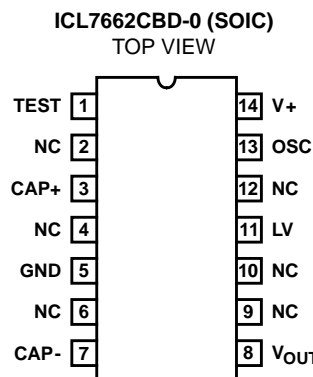 ICL7662CBD-0 (SOIC)
TOP VIEW
TEST 1
NC 2
CAP+ 3
NC 4
GND 5
NC 6
CAP- 7
14 V+
13 OSC
12 NC
11 LV
10 NC
9 NC
8 VOUT